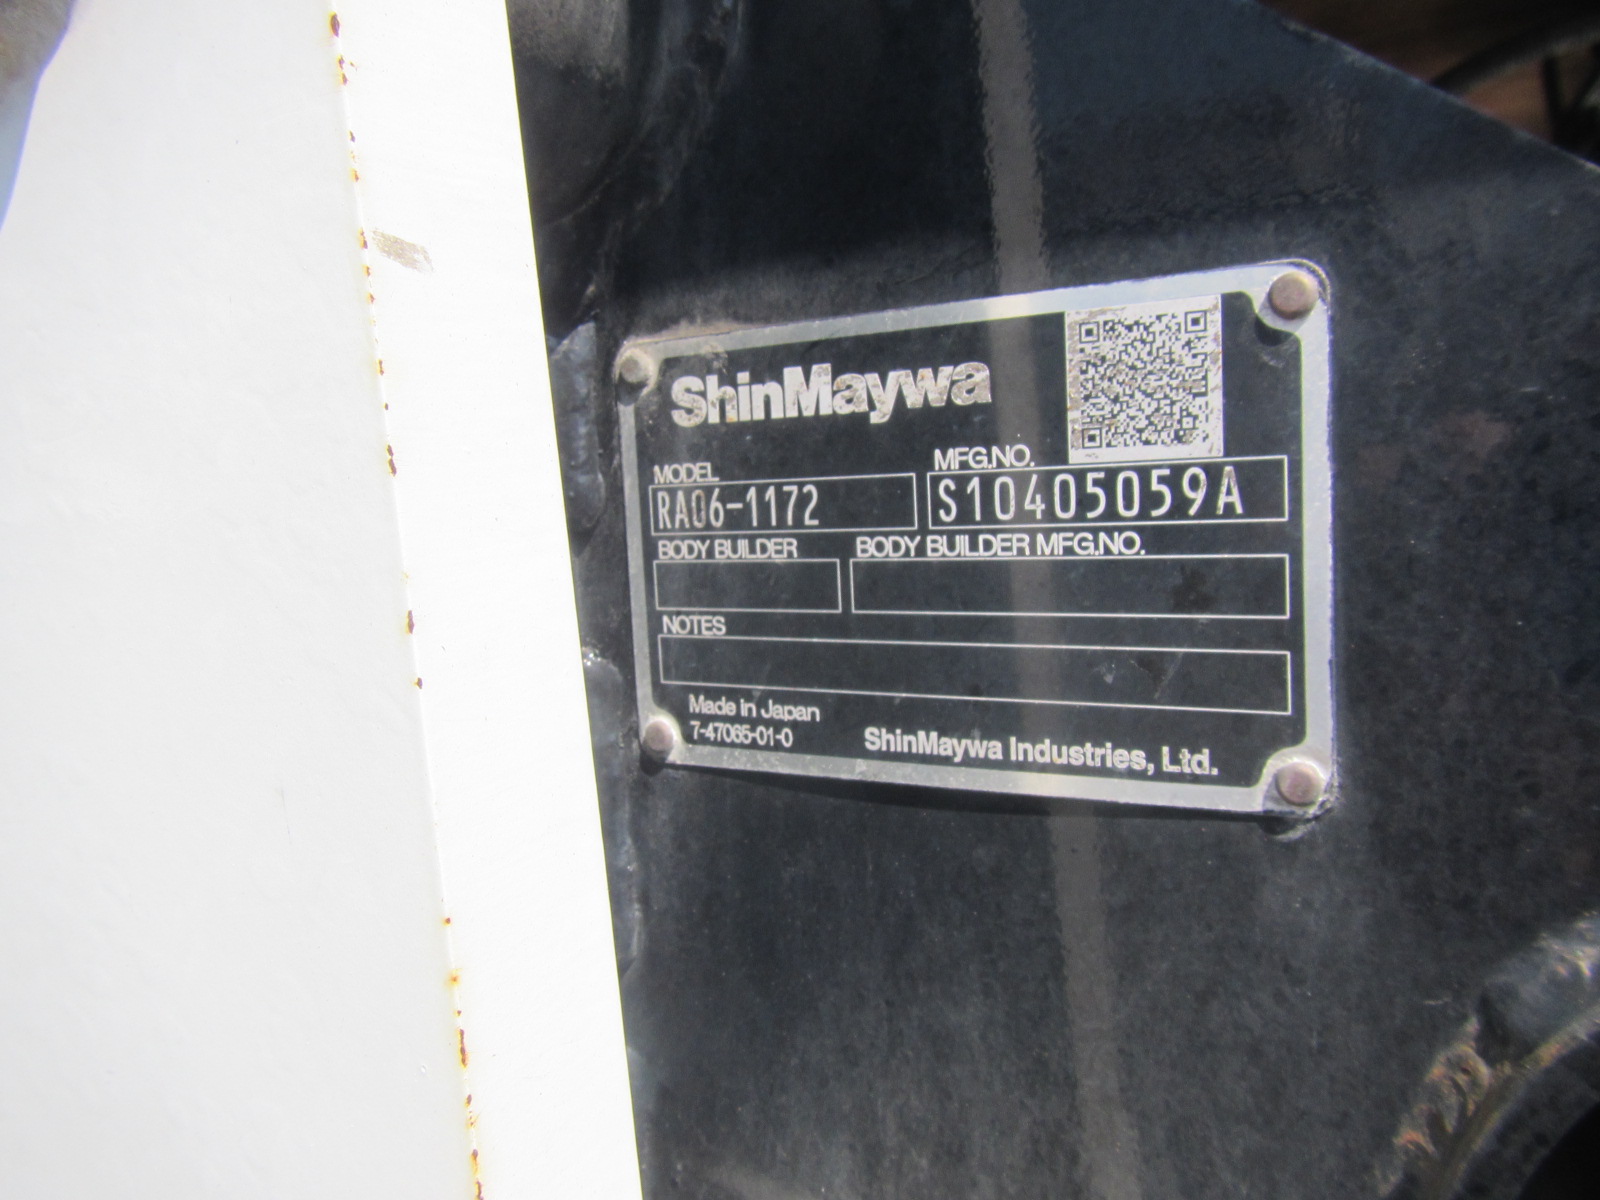 ShinMaywa
MODEL
MFG.NO.
RA06-1172
S10405059A
BODY BUILDER
BODY BUILDER MFG.NO.
NOTES
Made in Japan
7-47065-01-0
ShinMaywa Industries, Ltd.